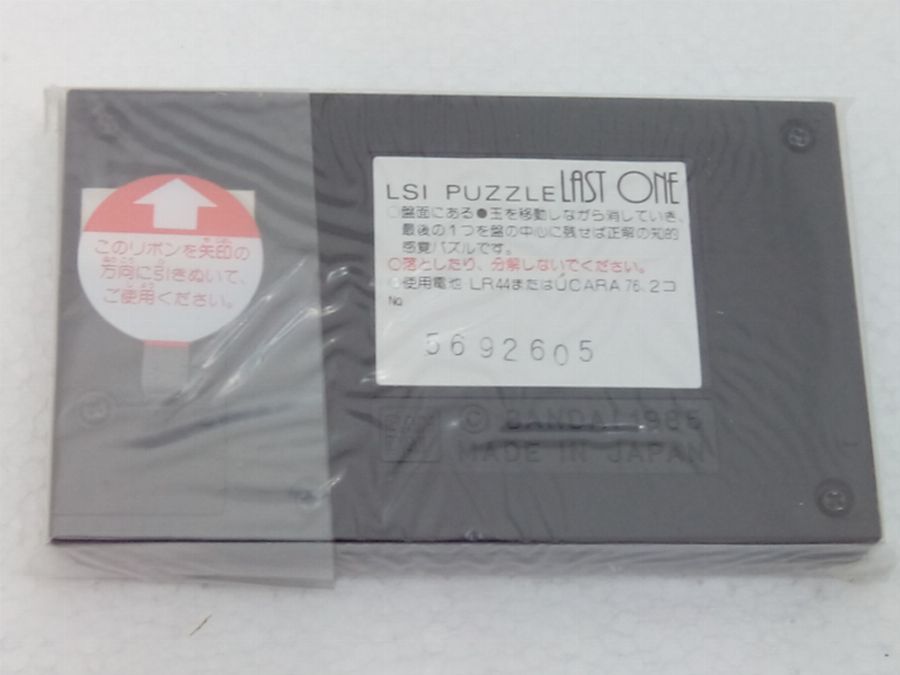 このリボンを矢印の
方向に引きぬいて、
ご使用ください。
LSI PUZZLE LAST ONE
○盤面にある●玉を移動しながら消していき、
最後の1つを盤の中心に残せば正解の知的
感覚パズルです。
○落としたり、分解しないでください。
○使用電池 LR44またはUCARA 76、2コ
No
5692605
© BANDAI 1985
MADE IN JAPAN